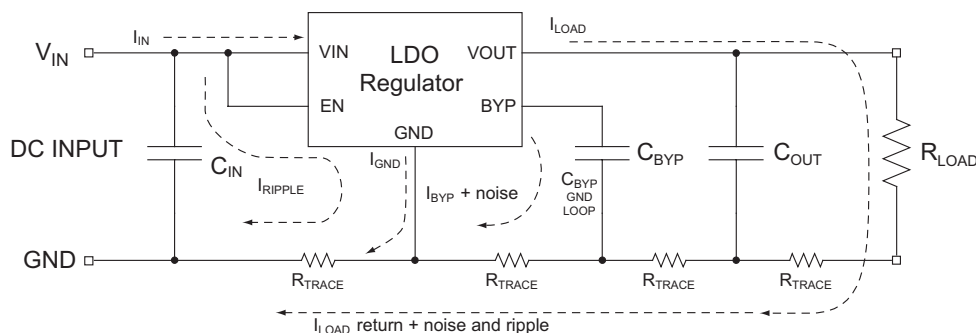 I_IN
I_LOAD
V_IN
VIN
LDO
Regulator
VOUT
EN
BYP
GND
DC INPUT
C_IN
I_RIPPLE
I_GND
I_BYP + noise
C_BYP
GND
LOOP
C_BYP
C_OUT
R_LOAD
GND
R_TRACE
R_TRACE
R_TRACE
R_TRACE
I_LOAD return + noise and ripple